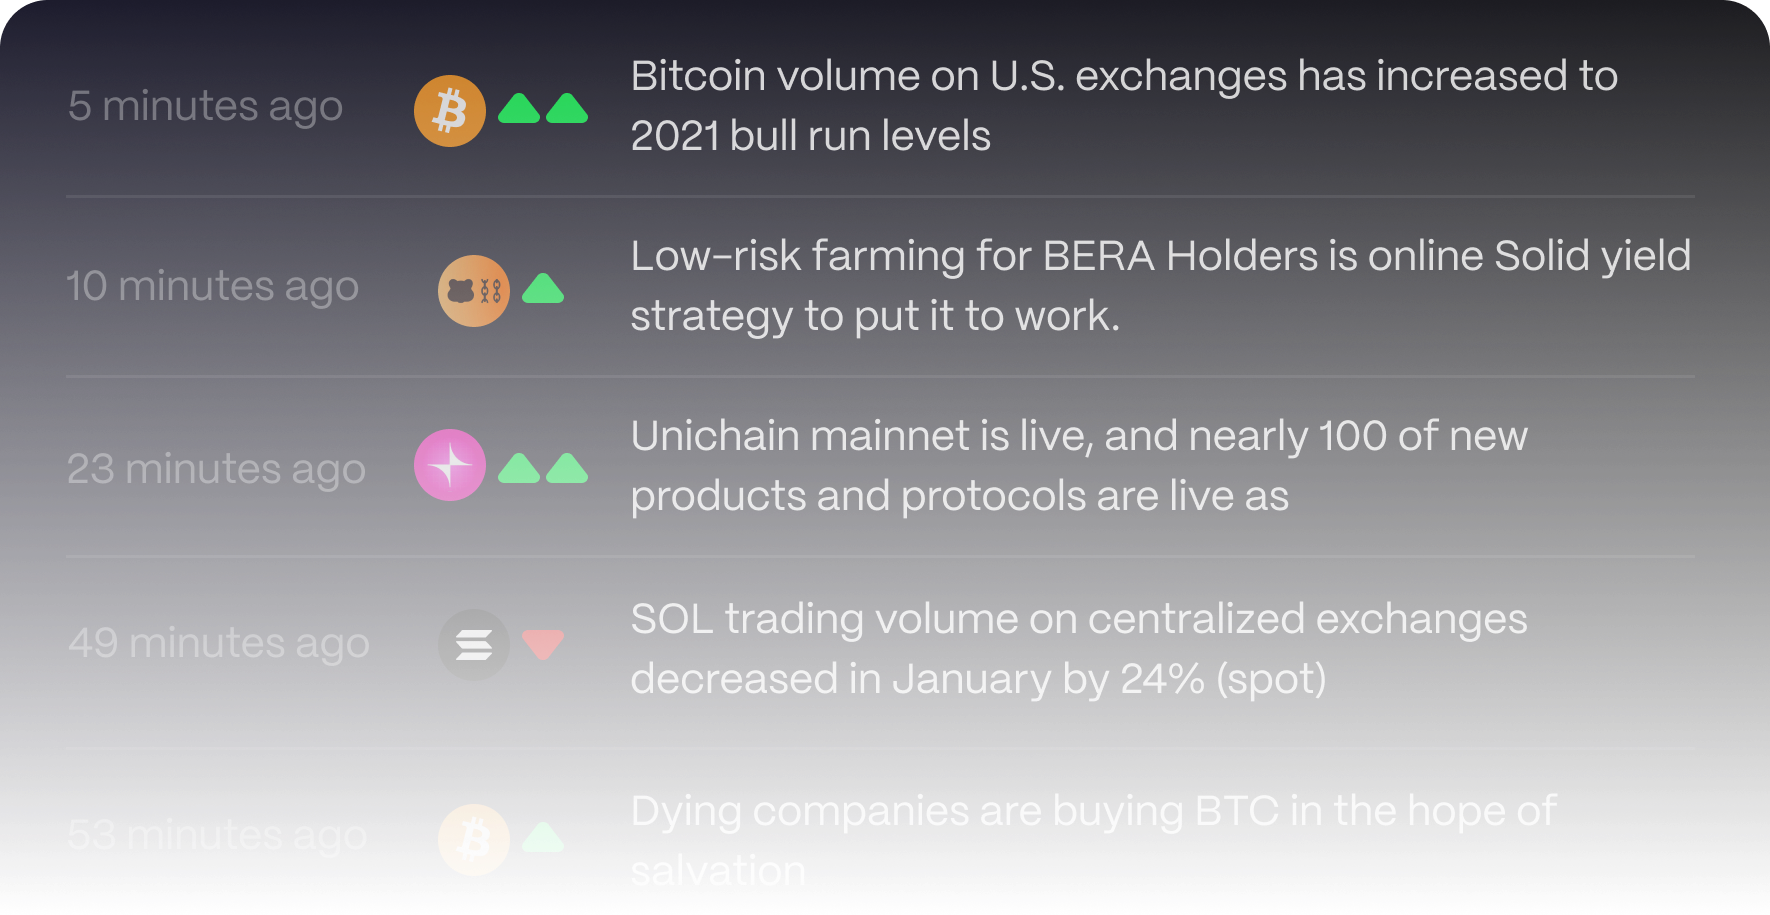 5 minutes ago
Bitcoin volume on U.S. exchanges has increased to
2021 bull run levels
10 minutes ago
Low-risk farming for BERA Holders is online Solid yield
strategy to put it to work.
23 minutes ago
Unichain mainnet is live, and nearly 100 of new
products and protocols are live as
49 minutes ago
SOL trading volume on centralized exchanges
decreased in January by 24% (spot)
53 minutes ago
Dying companies are buying BTC in the hope of
salvation